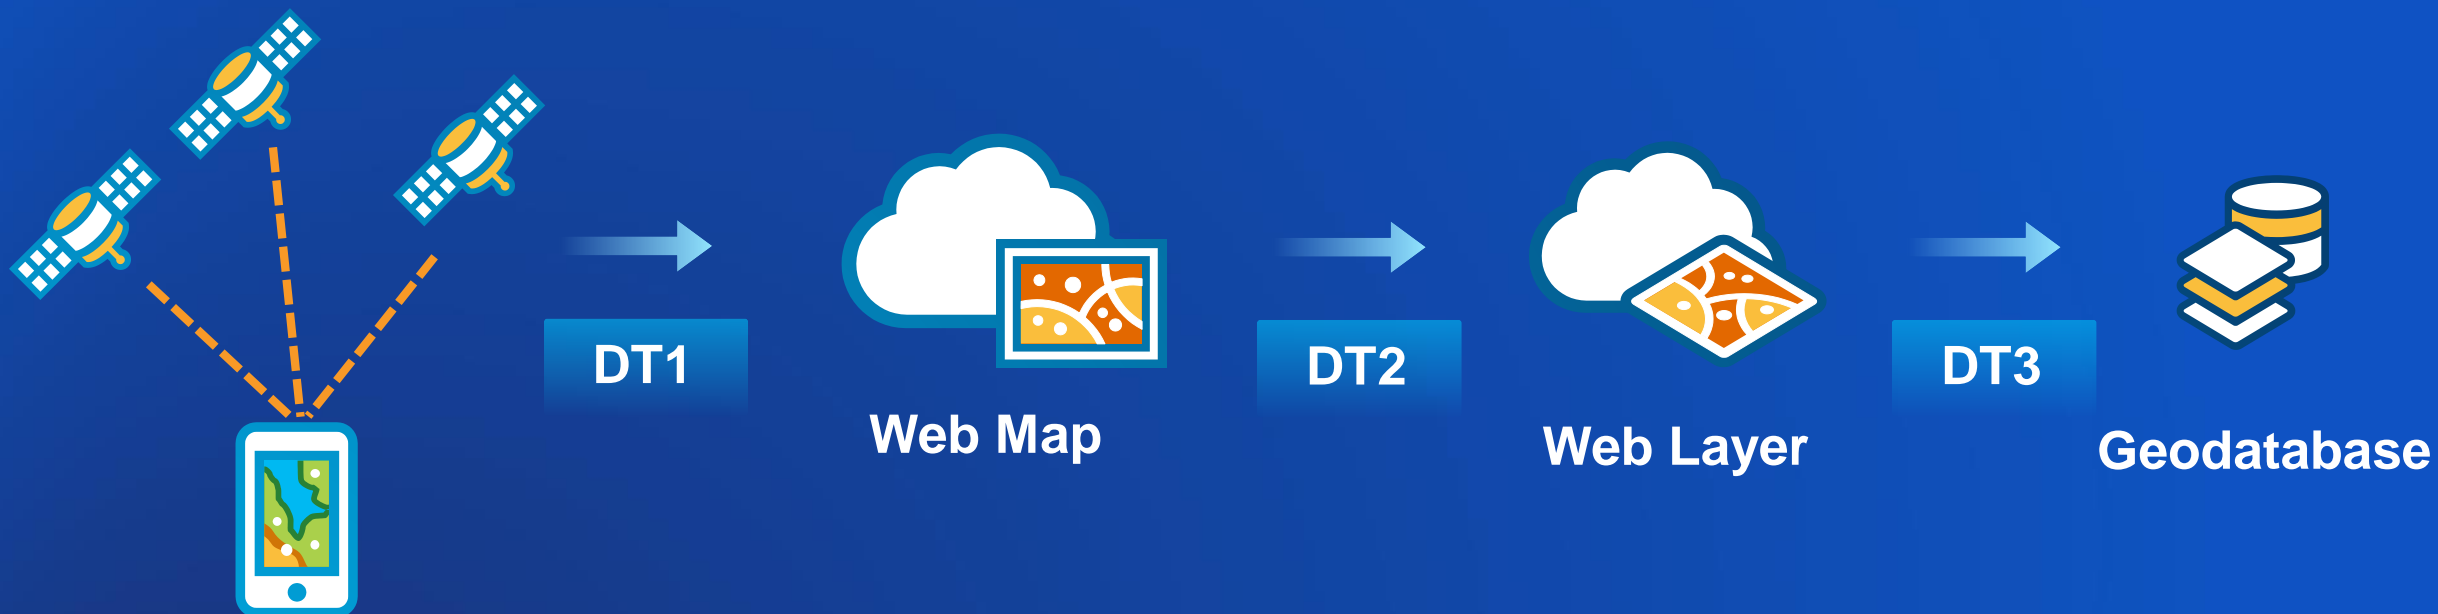 DT1
Web Map
DT2
Web Layer
DT3
Geodatabase